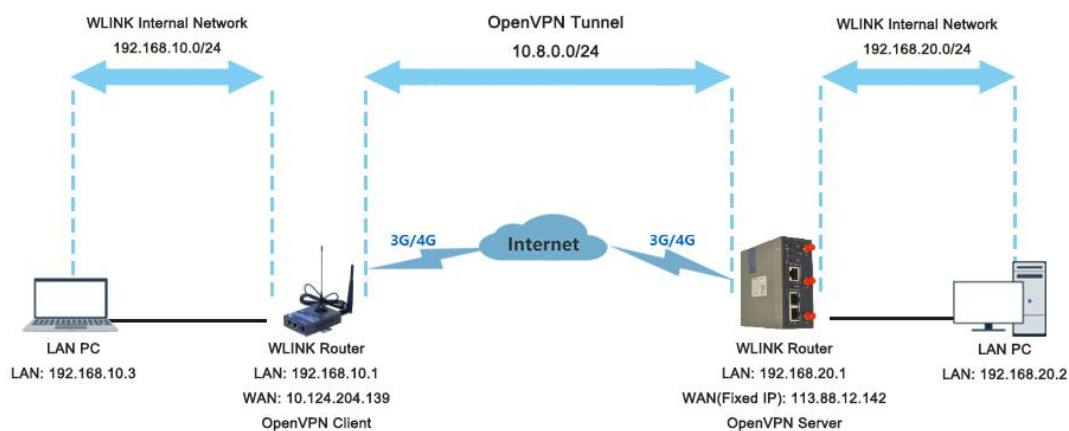 WLINK Internal Network
192.168.10.0/24
OpenVPN Tunnel
10.8.0.0/24
WLINK Internal Network
192.168.20.0/24
3G/4G
Internet
3G/4G
LAN PC
LAN: 192.168.10.3
WLINK Router
LAN: 192.168.10.1
WAN: 10.124.204.139
OpenVPN Client
WLINK Router
LAN: 192.168.20.1
WAN(Fixed IP): 113.88.12.142
OpenVPN Server
LAN PC
LAN: 192.168.20.2